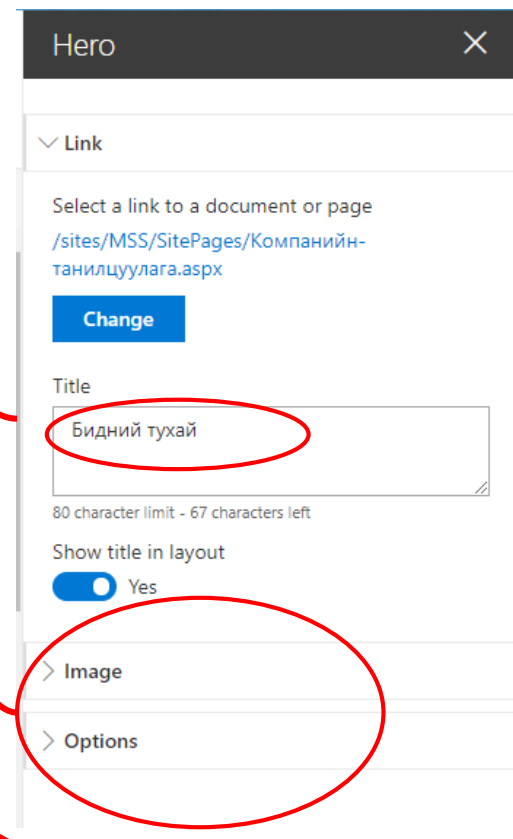 Hero
Link
Select a link to a document or page
/sites/MSS/SitePages/Компанийн-
танилцуулага.aspx
Change
Title
Бидний тухай
80 character limit - 67 characters left
Show title in layout
Yes
Image
Options